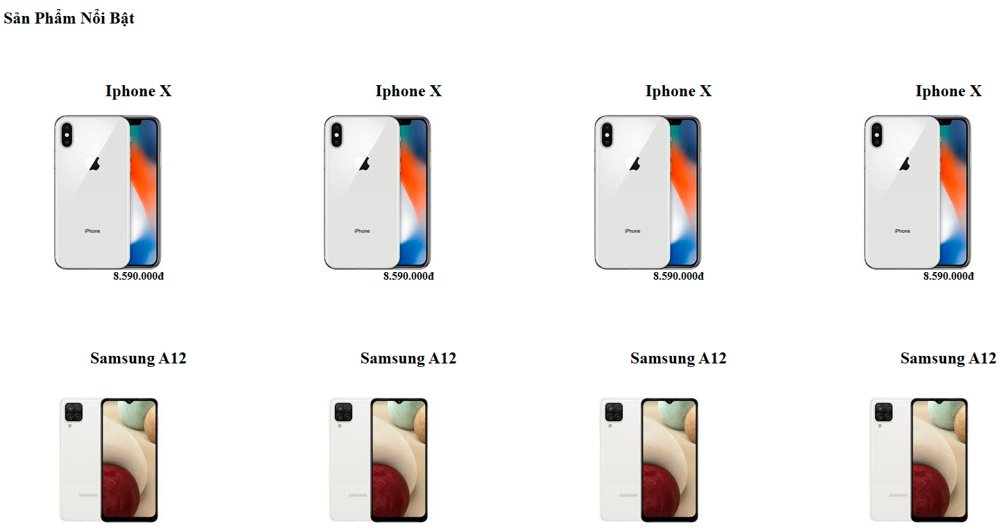 Sản Phẩm Nổi Bật
Iphone X Iphone X Iphone X Iphone X
iPhone iPhone iPhone iPhone
8.590.000đ 8.590.000đ 8.590.000đ 8.590.000đ
Samsung A12 Samsung A12 Samsung A12 Samsung A12
SAMSUNG SAMSUNG SAMSUNG SAMSUNG